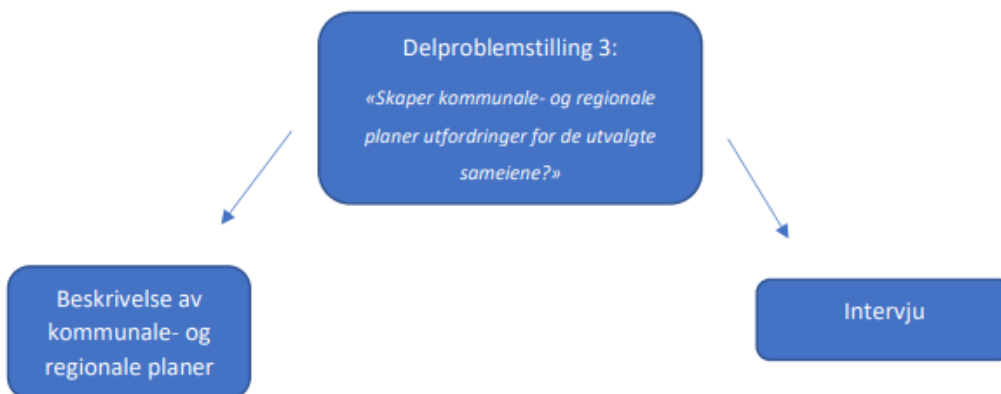 Delproblemstilling 3:
«Skaper kommunale- og regionale
planer utfordringer for de utvalgte
sameiene?»
Beskrivelse av
kommunale- og
regionale planer
Intervju